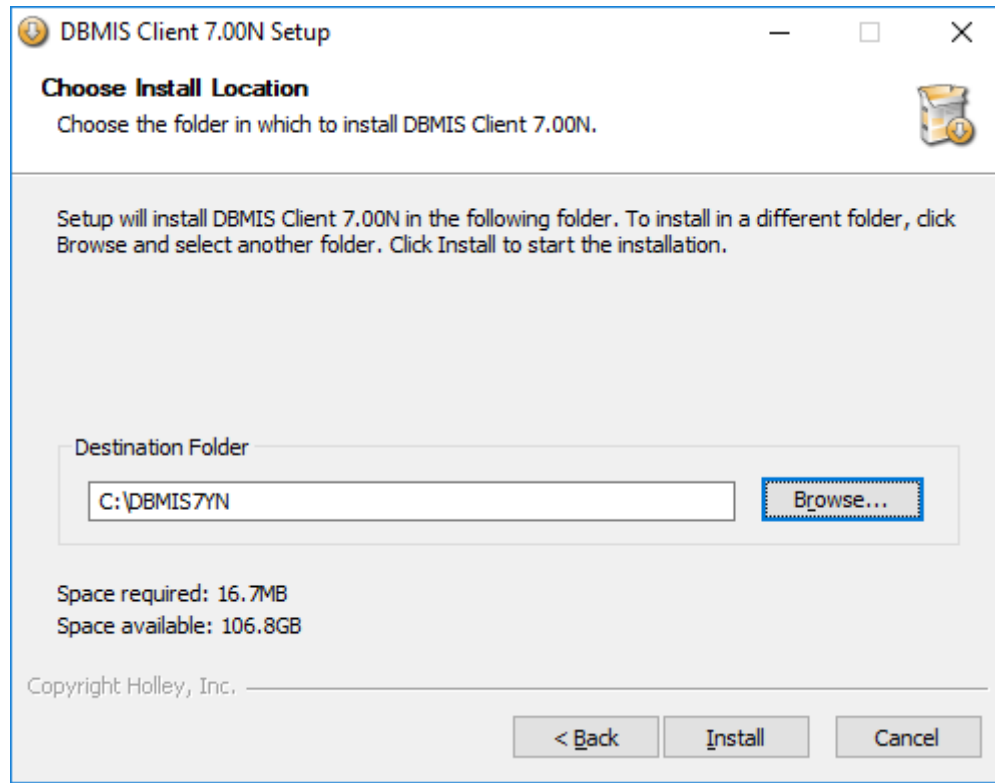 DBMIS Client 7.00N Setup
Choose Install Location
Choose the folder in which to install DBMIS Client 7.00N.
Setup will install DBMIS Client 7.00N in the following folder. To install in a different folder, click
Browse and select another folder. Click Install to start the installation.
Destination Folder
C:\DBMIS7YN
Browse...
Space required: 16.7MB
Space available: 106.8GB
Copyright Holley, Inc.
< Back
Install
Cancel